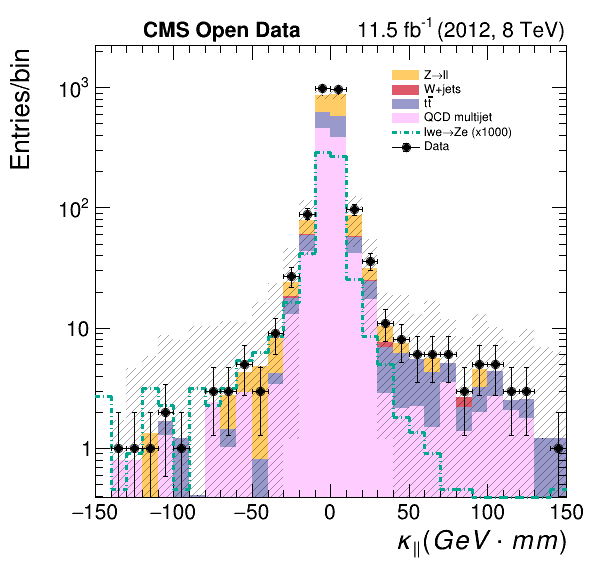 CMS Open Data 11.5 fb⁻¹ (2012, 8 TeV)
Entries/bin
10³
10²
10
1
Z→ll
W+jets
tt̄
QCD multijet
lwe→Ze (x1000)
Data
−150 −100 −50 0 50 100 150
κ∥(GeV · mm)